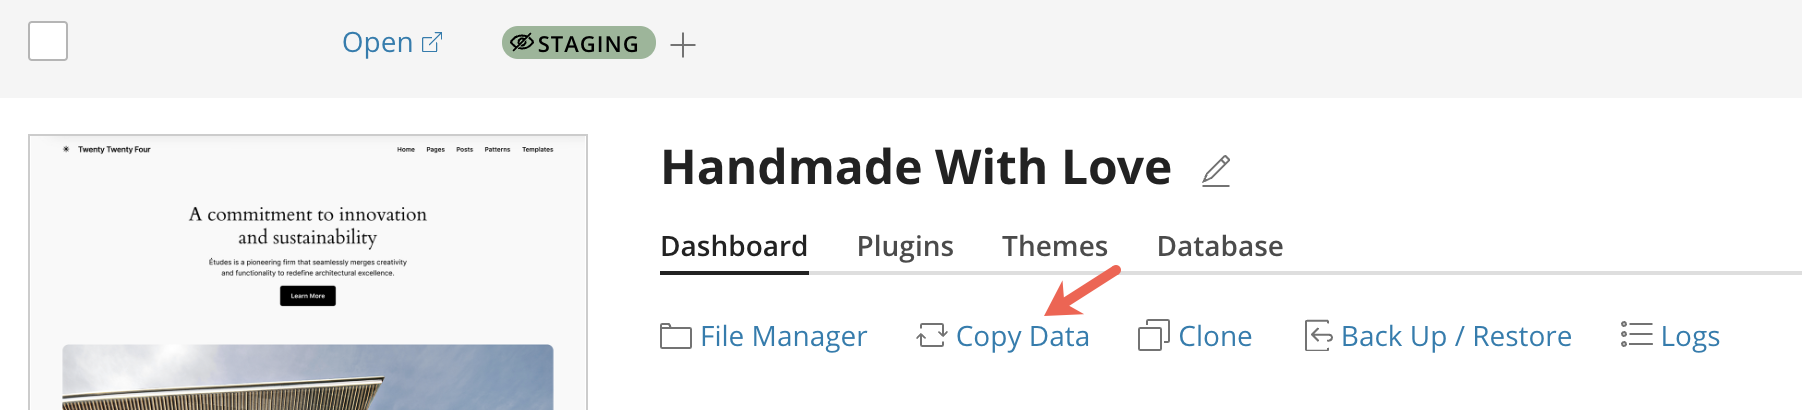 Open
STAGING
Twenty Twenty Four
Home Pages Posts Patterns Templates
A commitment to innovation
and sustainability
Études is a pioneering firm that seamlessly merges creativity
and functionality to redefine architectural excellence.
Learn More
Handmade With Love
Dashboard Plugins Themes Database
File Manager Copy Data Clone Back Up / Restore Logs